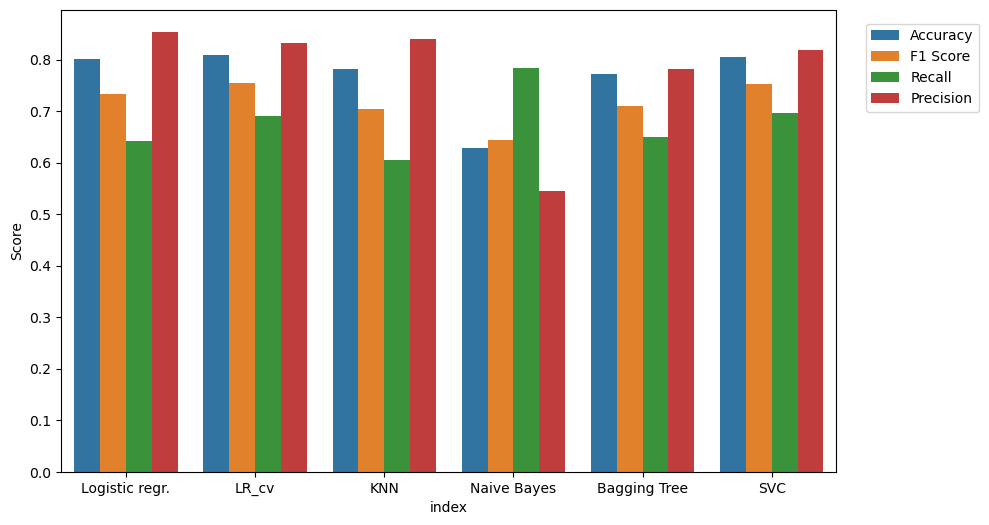 0.8
0.7
0.6
0.5
0.4
0.3
0.2
0.1
0.0
Score
Logistic regr. LR_cv KNN Naive Bayes Bagging Tree SVC
index
Accuracy
F1 Score
Recall
Precision